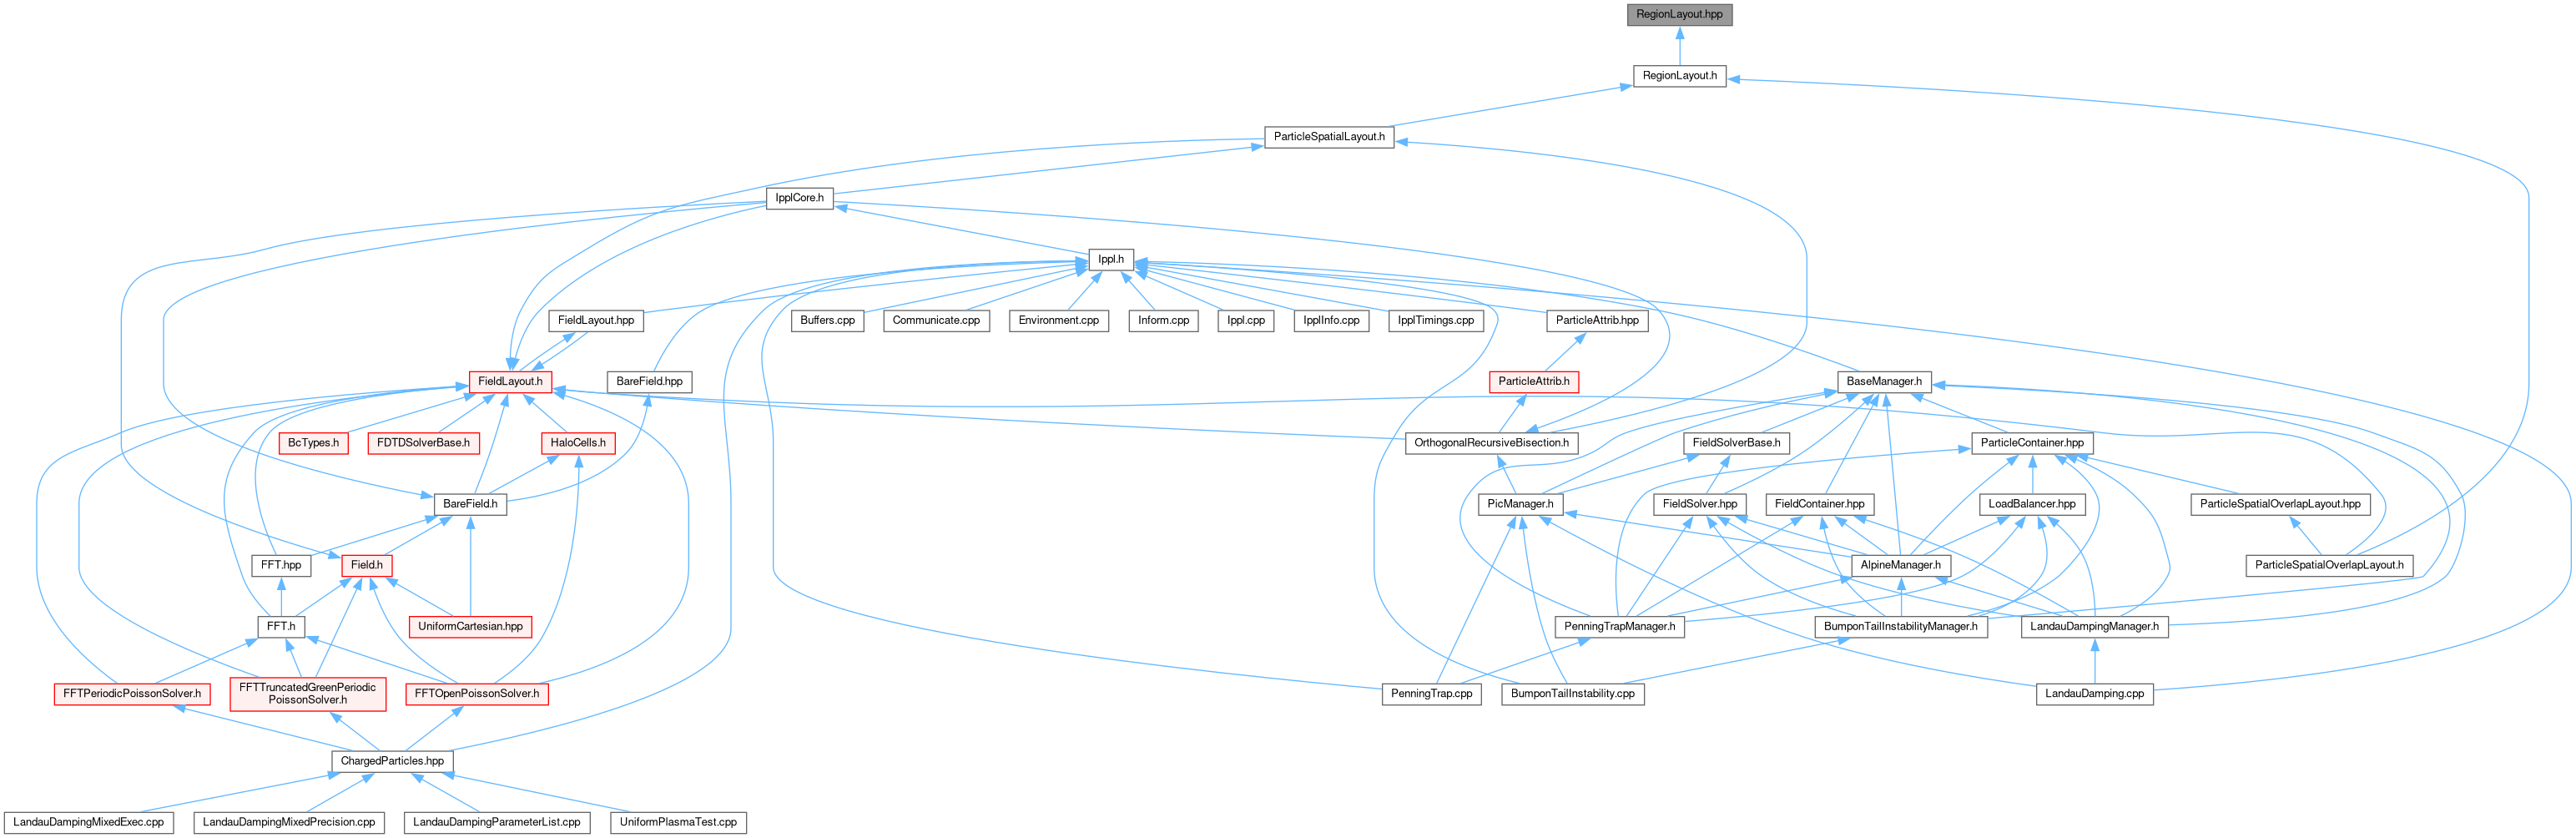 RegionLayout.hpp
RegionLayout.h
ParticleSpatialLayout.h
IpplCore.h
Ippl.h
FieldLayout.hpp
Buffers.cpp
Communicate.cpp
Environment.cpp
Inform.cpp
Ippl.cpp
IpplInfo.cpp
IpplTimings.cpp
ParticleAttrib.hpp
FieldLayout.h
BareField.hpp
ParticleAttrib.h
BaseManager.h
BcTypes.h
FDTDSolverBase.h
HaloCells.h
OrthogonalRecursiveBisection.h
FieldSolverBase.h
ParticleContainer.hpp
BareField.h
PicManager.h
FieldSolver.hpp
FieldContainer.hpp
LoadBalancer.hpp
ParticleSpatialOverlapLayout.hpp
FFT.hpp
Field.h
AlpineManager.h
ParticleSpatialOverlapLayout.h
FFT.h
UniformCartesian.hpp
PenningTrapManager.h
BumponTailInstabilityManager.h
LandauDampingManager.h
FFTPeriodicPoissonSolver.h
FFTTruncatedGreenPeriodic
PoissonSolver.h
FFTOpenPoissonSolver.h
PenningTrap.cpp
BumponTailInstability.cpp
LandauDamping.cpp
ChargedParticles.hpp
LandauDampingMixedExec.cpp
LandauDampingMixedPrecision.cpp
LandauDampingParameterList.cpp
UniformPlasmaTest.cpp